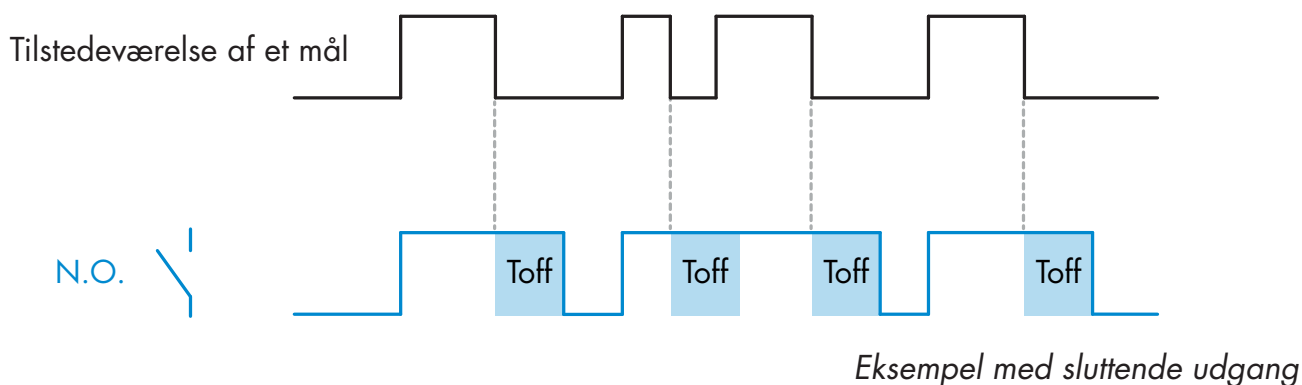 Tilstedeværelse af et mål
N.O.
Toff
Toff
Toff
Toff
Eksempel med sluttende udgang